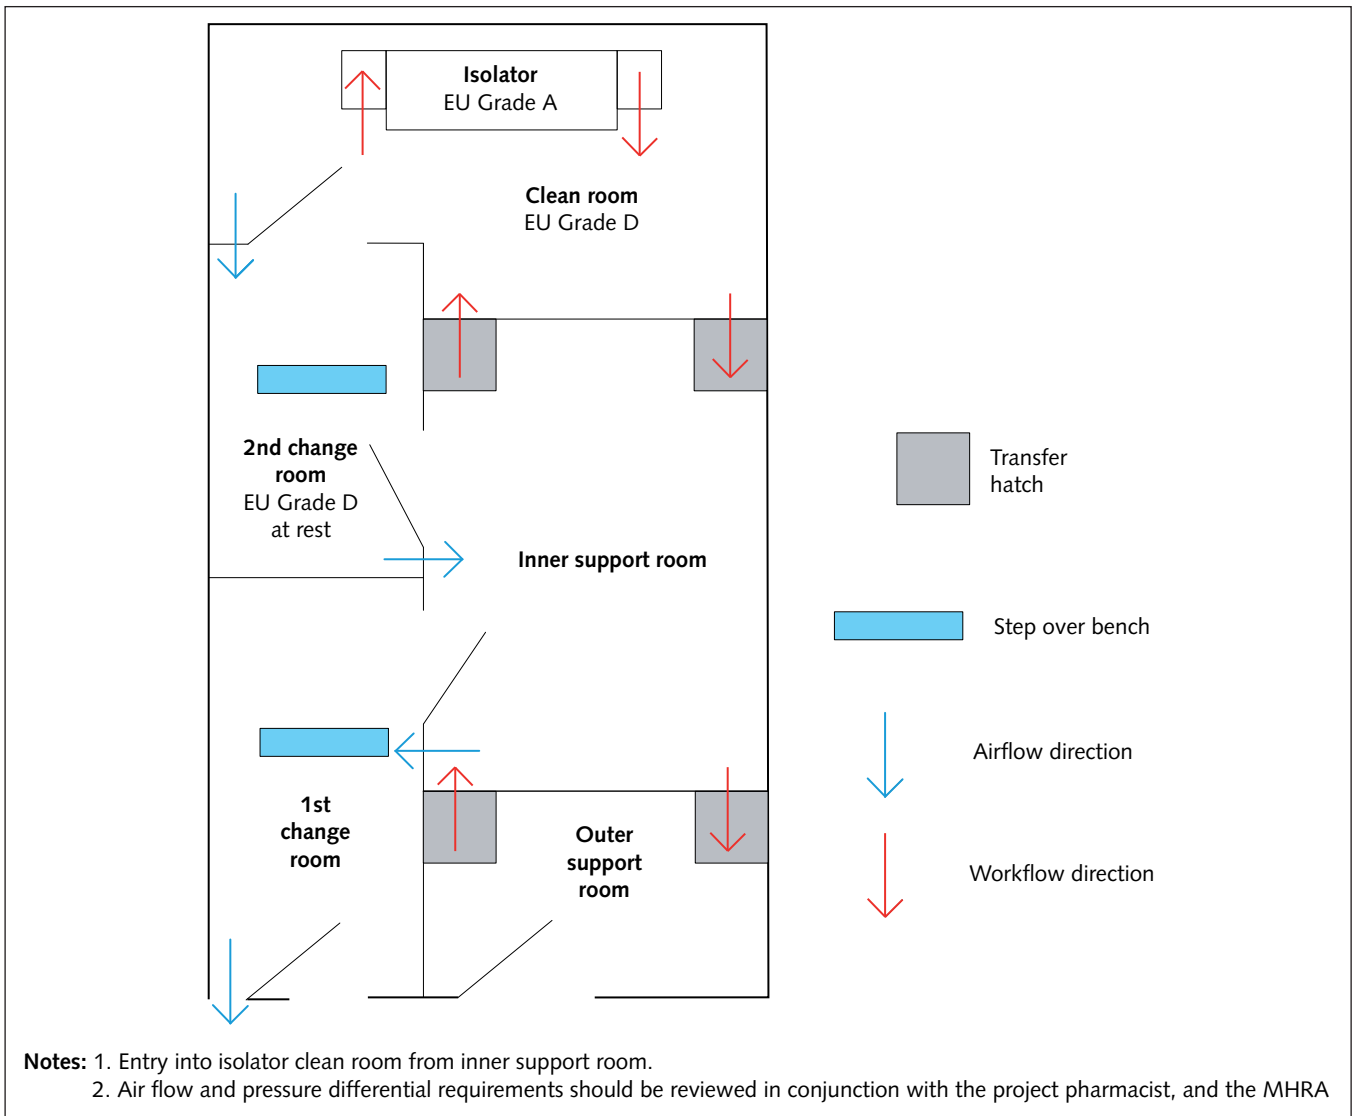 Isolator
EU Grade A
Clean room
EU Grade D
2nd change
room
EU Grade D
at rest
Transfer
hatch
Inner support room
Step over bench
Airflow direction
1st
change
room
Outer
support
room
Workflow direction
Notes: 1. Entry into isolator clean room from inner support room.
2. Air flow and pressure differential requirements should be reviewed in conjunction with the project pharmacist, and the MHRA